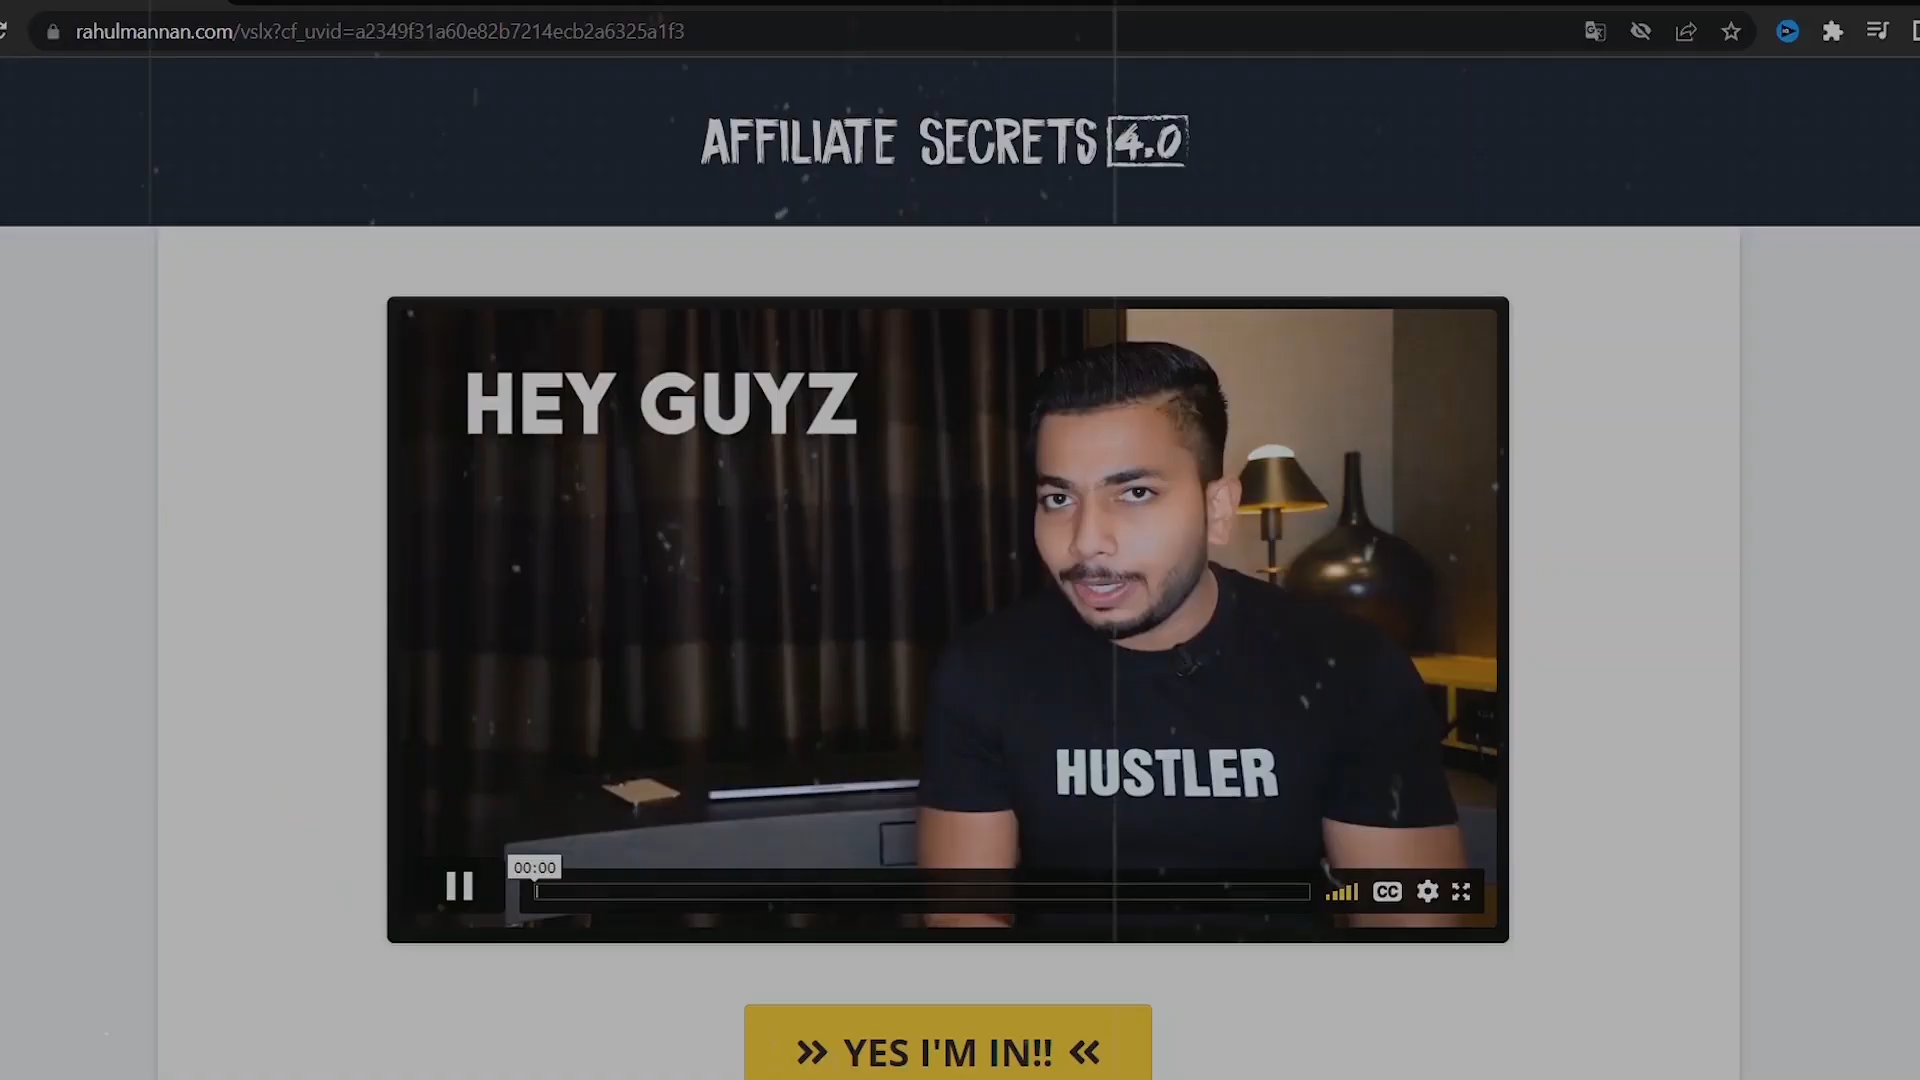 rahulmannan.com/vslx?cf_uvid=a2349f31a60e82b7214ecb2a6325a1f3
AFFILIATE SECRETS 4.0
HEY GUYZ
HUSTLER
00:00
CC
>> YES I'M IN!! <<